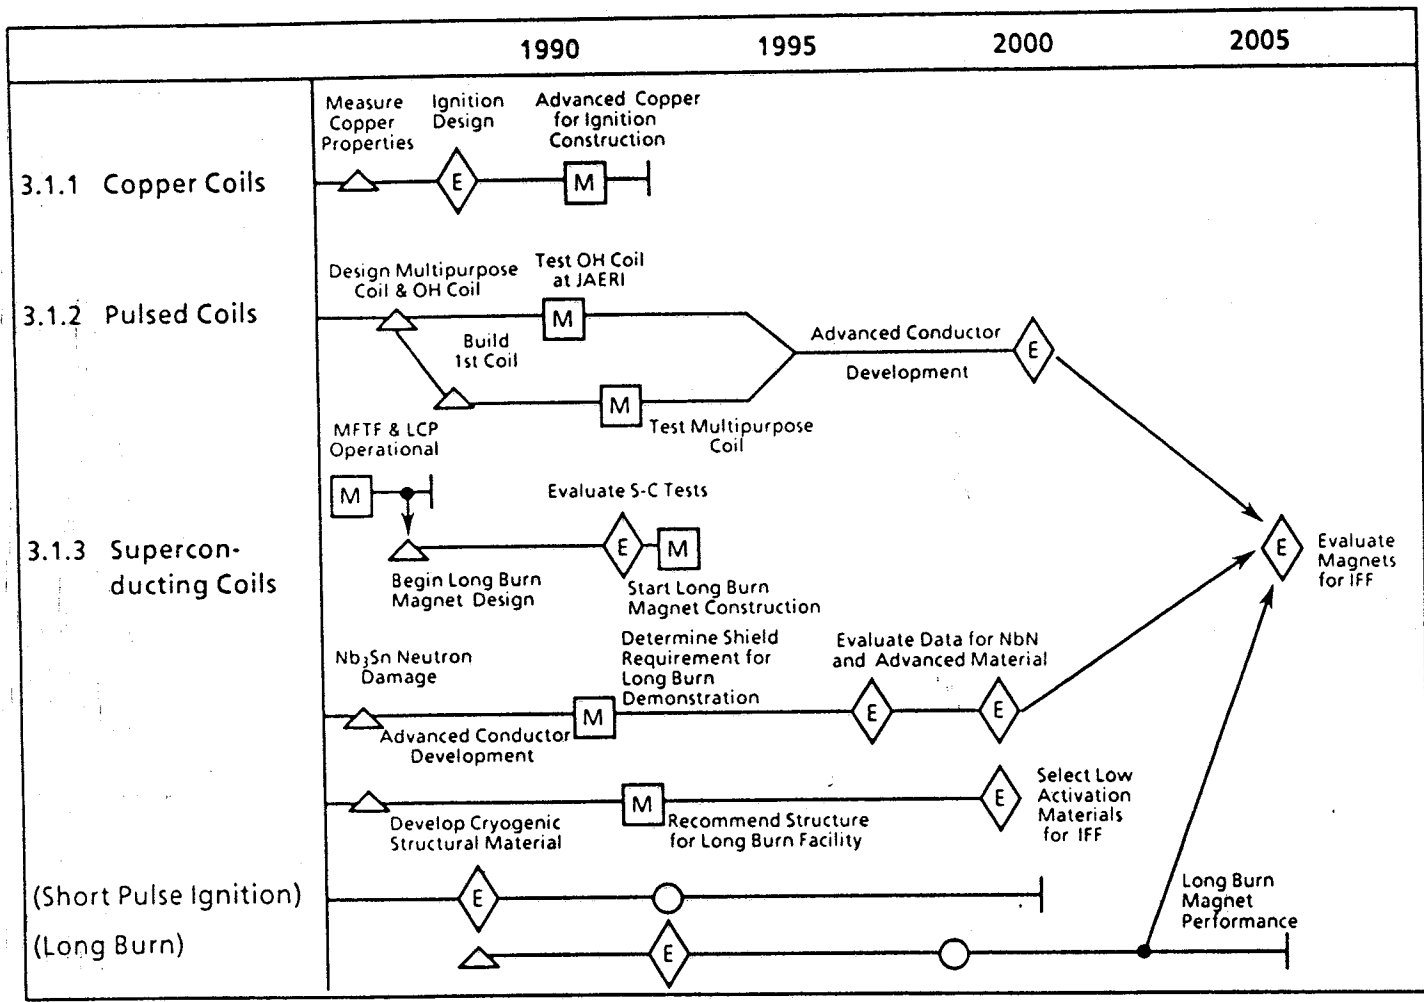 1990 1995 2000 2005
Measure
Copper
Properties
Ignition
Design
Advanced Copper
for Ignition
Construction
3.1.1 Copper Coils
E
M
Design Multipurpose
Coil & OH Coil
Test OH Coil
at JAERI
3.1.2 Pulsed Coils
M
Build
1st Coil
Advanced Conductor
Development
E
M
Test Multipurpose
Coil
MFTF & LCP
Operational
M
Evaluate S-C Tests
3.1.3 Supercon-
ducting Coils
E
M
Begin Long Burn
Magnet Design
Start Long Burn
Magnet Construction
E
Evaluate
Magnets
for IFF
Nb3Sn Neutron
Damage
Determine Shield
Requirement for
Long Burn
Demonstration
Evaluate Data for NbN
and Advanced Material
M
E
E
Advanced Conductor
Development
M
E
Select Low
Activation
Materials
for IFF
Develop Cryogenic
Structural Material
Recommend Structure
for Long Burn Facility
(Short Pulse Ignition)
E
Long Burn
Magnet
Performance
(Long Burn)
E